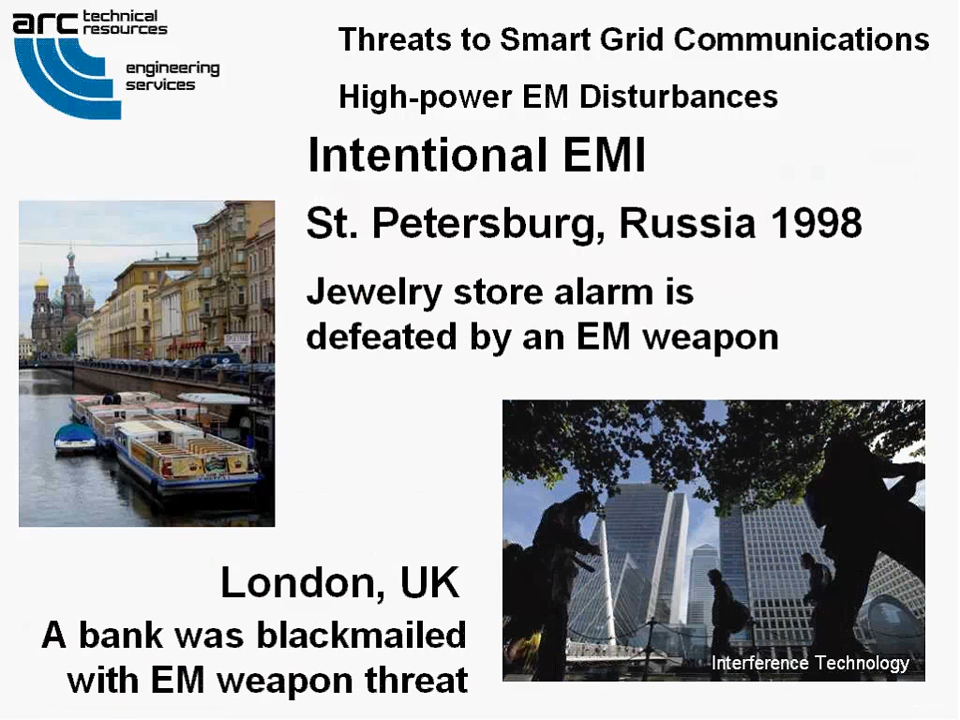 arc technical resources
engineering services
Threats to Smart Grid Communications
High-power EM Disturbances
Intentional EMI
St. Petersburg, Russia 1998
Jewelry store alarm is
defeated by an EM weapon
London, UK
A bank was blackmailed
with EM weapon threat
Interference Technology